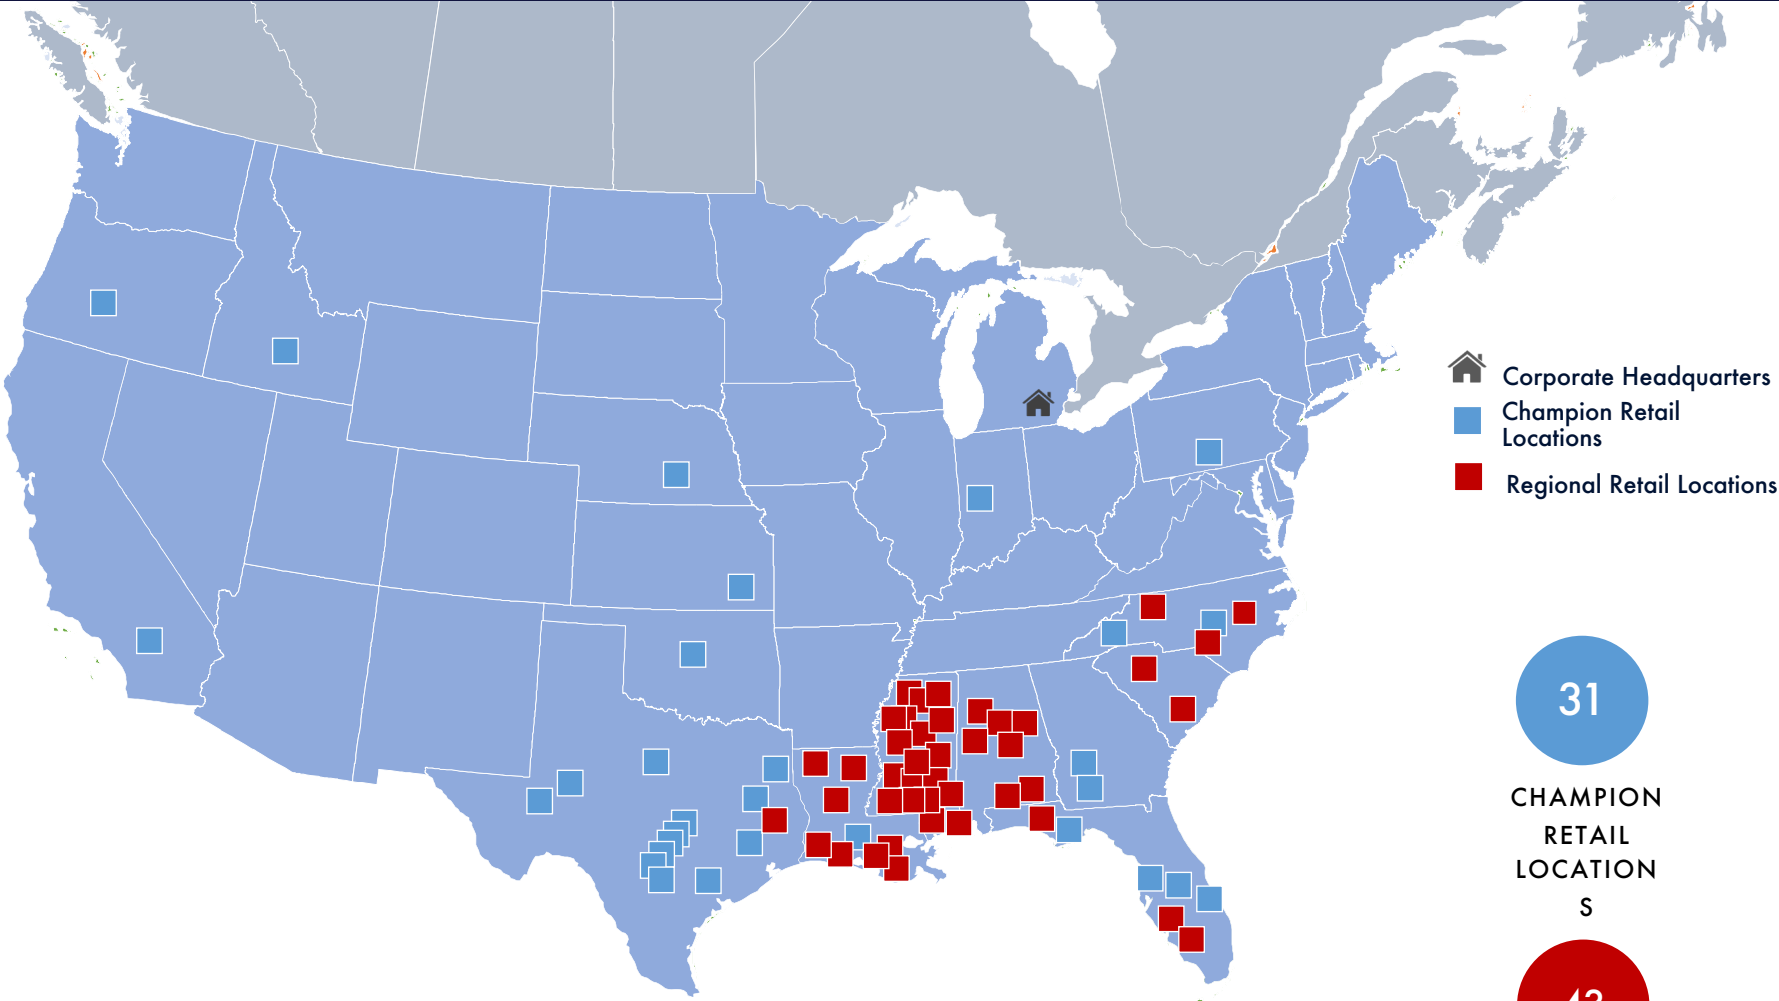 Corporate Headquarters
Champion Retail
Locations
Regional Retail Locations
31
CHAMPION
RETAIL
LOCATION
S